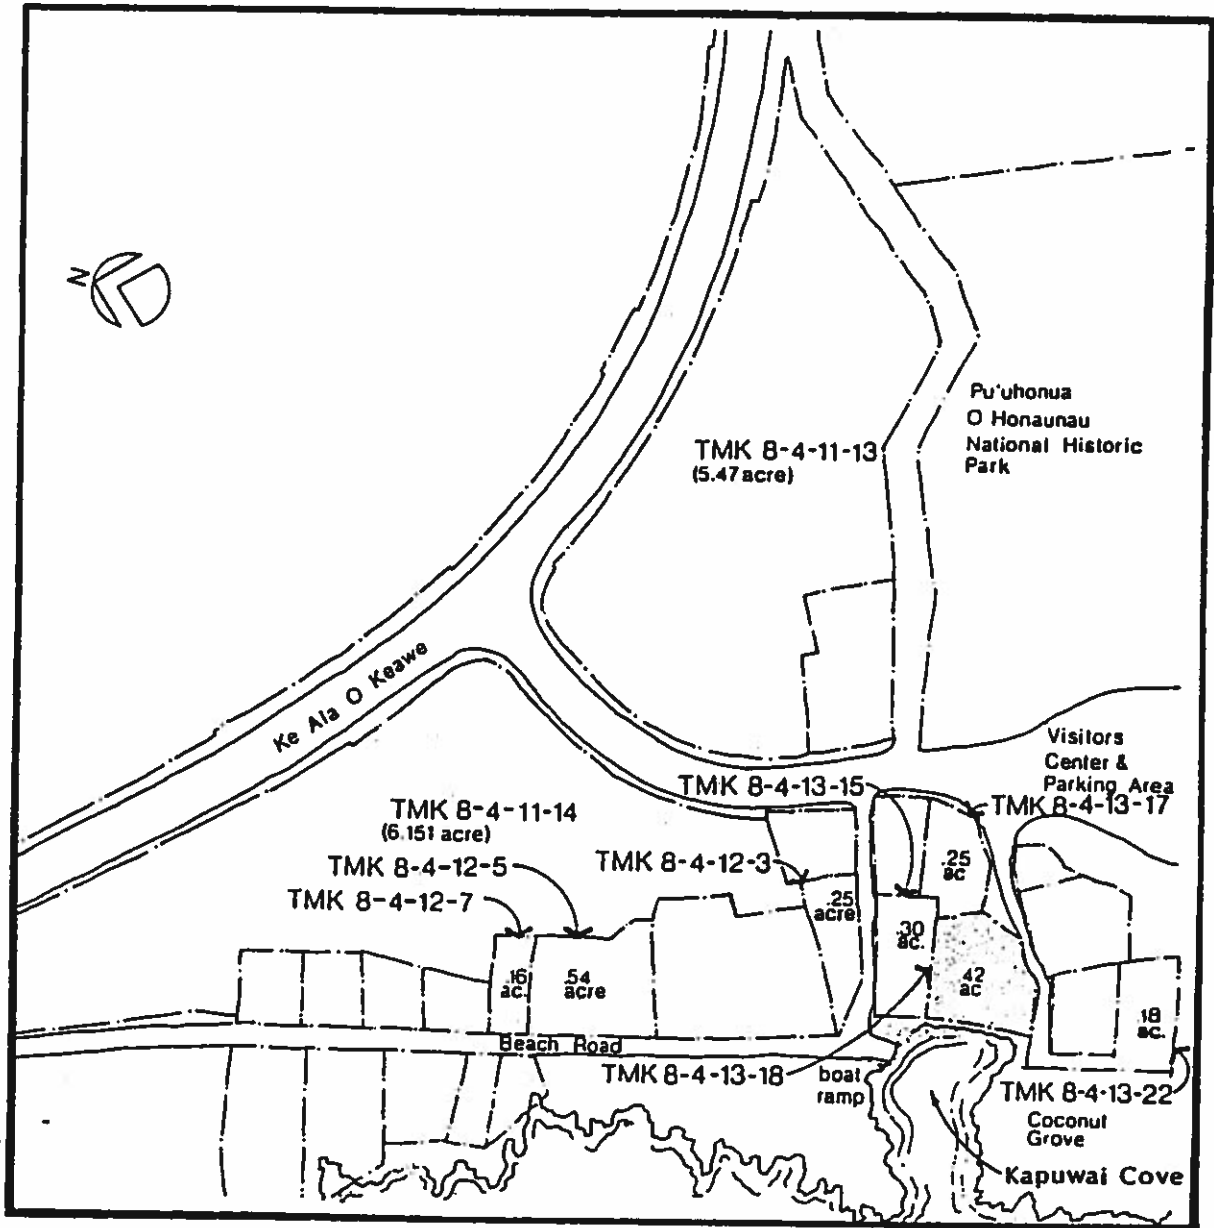 N
Pu'uhonua
O Honaunau
National Historic
Park
TMK 8-4-11-13
(5.47 acre)
Ke Ala O Keawe
Visitors
Center &
Parking Area
TMK 8-4-13-15
TMK 8-4-13-17
TMK 8-4-11-14
(6.151 acre)
TMK 8-4-12-5
TMK 8-4-12-3
TMK 8-4-12-7
.25
ac
.25
acre
.30
ac.
.16
ac.
.54
acre
.42
ac
.18
ac.
Beach Road
TMK 8-4-13-18
boat
ramp
TMK 8-4-13-22
Coconut
Grove
Kapuwai Cove